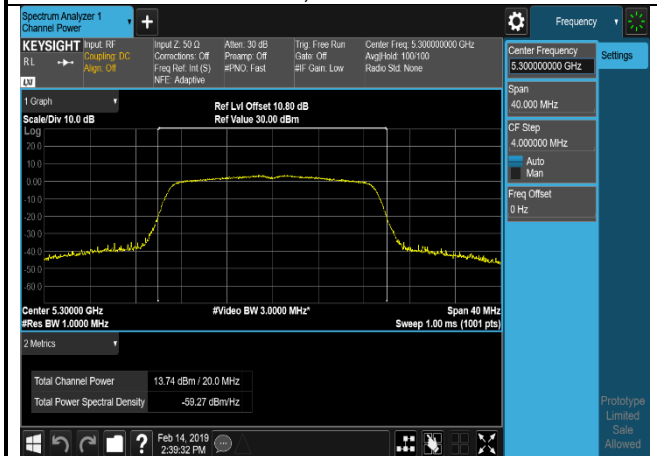 Spectrum Analyzer 1
Channel Power
Frequency
KEYSIGHT
R L
LXI
Input: RF
Coupling: DC
Align: Off
Input Z: 50 Ω
Corrections: Off
Freq Ref: Int (S)
NFE: Adaptive
Atten: 30 dB
Preamp: Off
#PNO: Fast
Trig: Free Run
Gate: Off
#IF Gain: Low
Center Freq: 5.300000000 GHz
Avg|Hold: 100/100
Radio Std: None
Center Frequency
5.300000000 GHz
Settings
Span
40.000 MHz
CF Step
4.000000 MHz
Auto
Man
Freq Offset
0 Hz
1 Graph
Scale/Div 10.0 dB
Ref Lvl Offset 10.80 dB
Ref Value 30.00 dBm
Log
20.0
10.0
0.00
-10.0
-20.0
-30.0
-40.0
-50.0
-60.0
Center 5.30000 GHz
#Res BW 1.0000 MHz
#Video BW 3.0000 MHz*
Span 40 MHz
Sweep 1.00 ms (1001 pts)
2 Metrics
Total Channel Power 13.74 dBm / 20.0 MHz
Total Power Spectral Density -59.27 dBm/Hz
Prototype
Limited
Sale
Allowed
?
Feb 14, 2019
2:39:32 PM